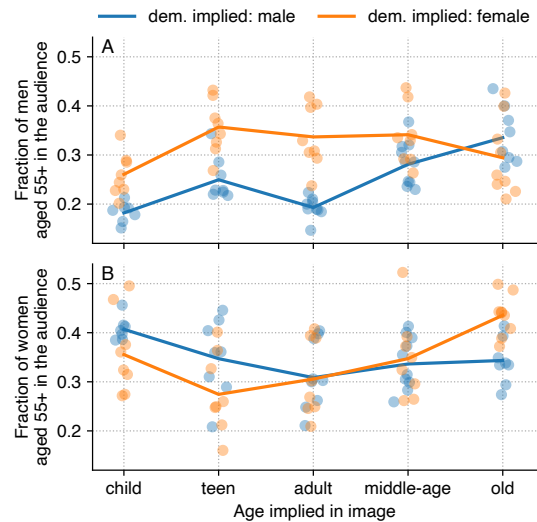 dem. implied: male dem. implied: female
A
Fraction of men
aged 55+ in the audience
0.5
0.4
0.3
0.2
B
Fraction of women
aged 55+ in the audience
0.5
0.4
0.3
0.2
child teen adult middle-age old
Age implied in image